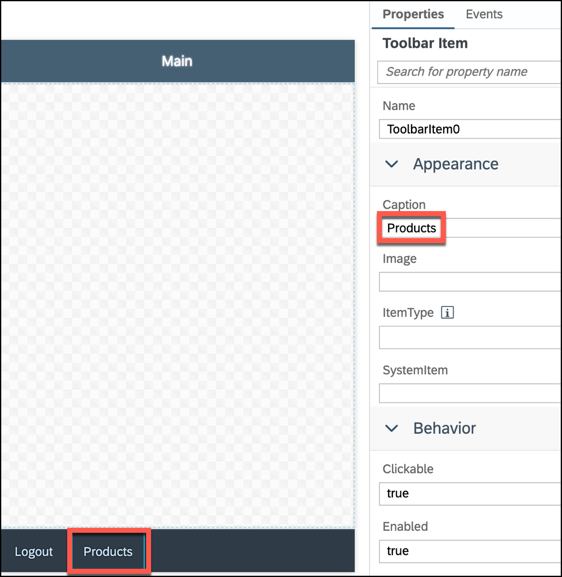 Main
Logout
Products
Properties
Events
Toolbar Item
Search for property name
Name
ToolbarItem0
Appearance
Caption
Products
Image
ItemType
SystemItem
Behavior
Clickable
true
Enabled
true